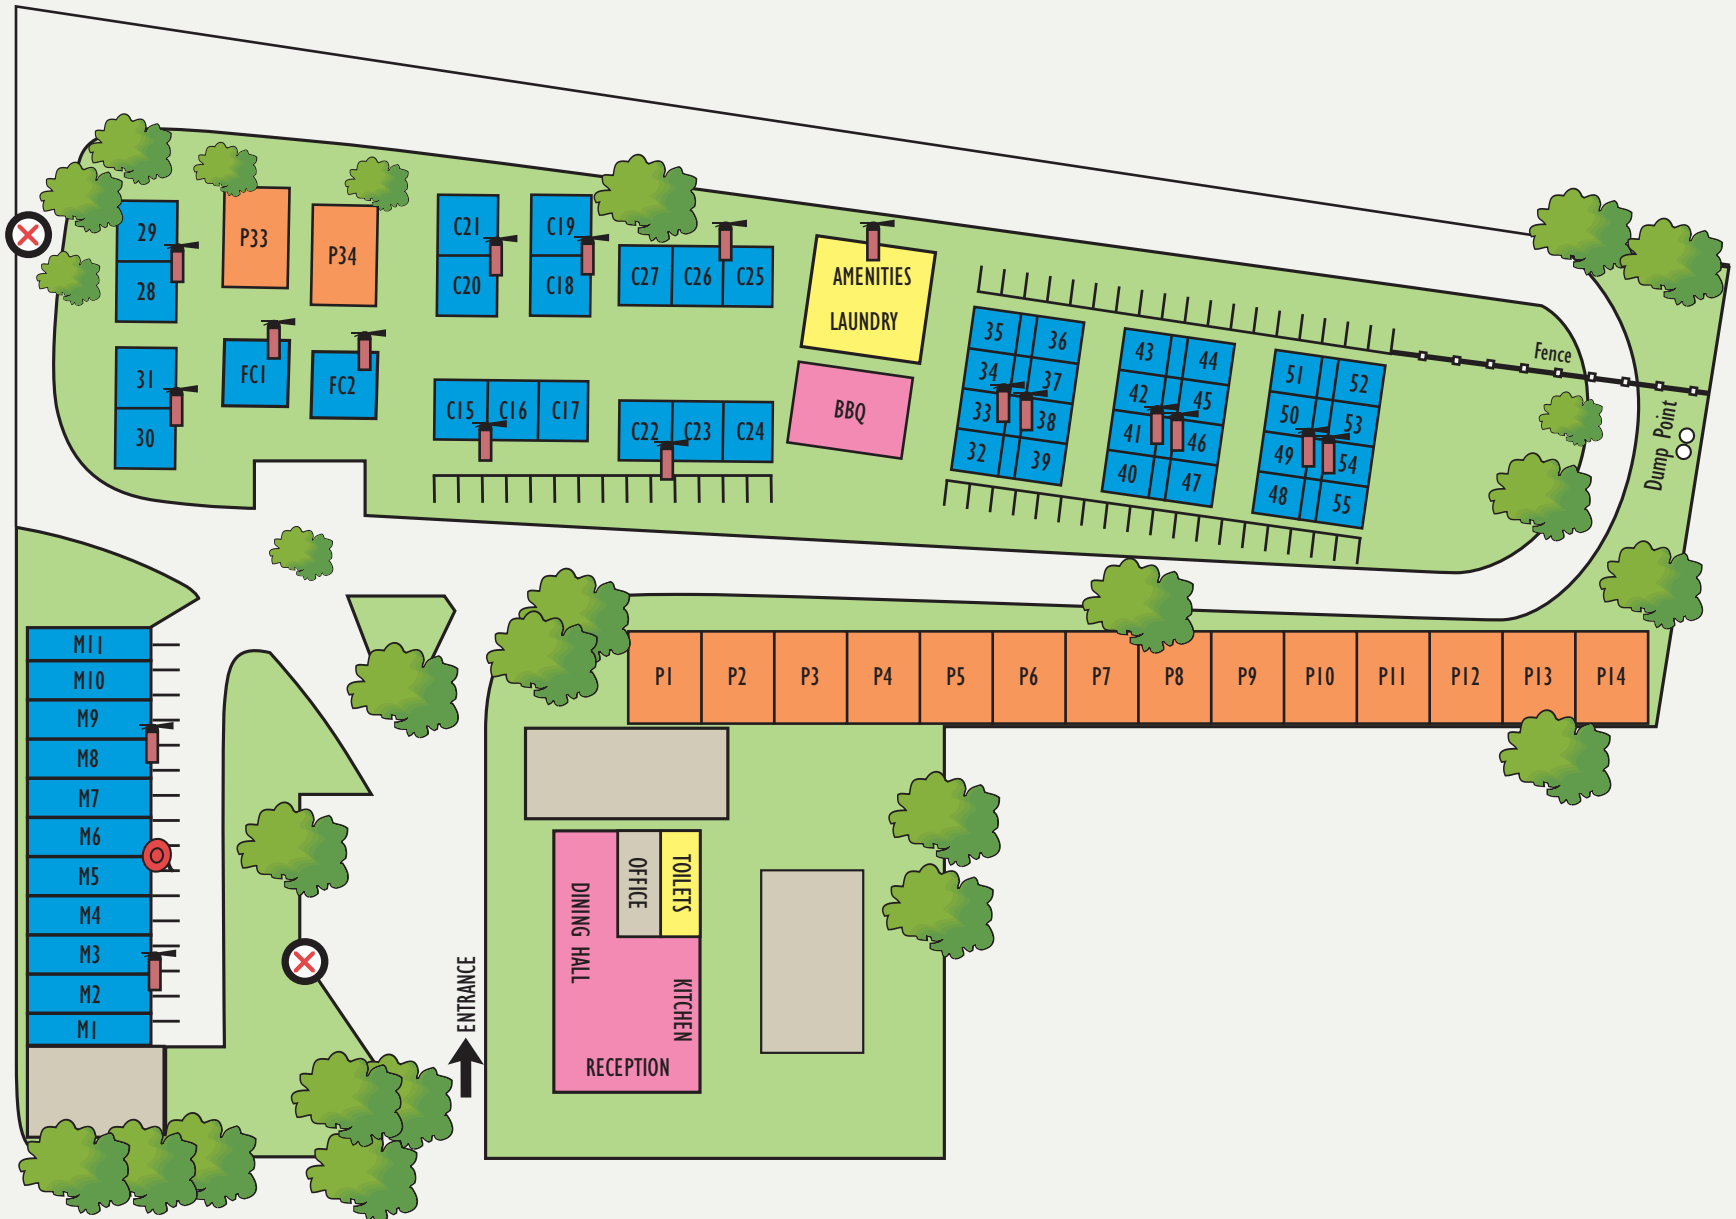 29
28
P33
P34
C21
C20
C19
C18
C27
C26
C25
AMENITIES
LAUNDRY
31
30
FC1
FC2
C15
C16
C17
C22
C23
C24
BBQ
35
36
34
37
33
38
32
39
43
44
42
45
41
46
40
47
51
52
50
53
49
54
48
55
Fence
Dump Point
M11
M10
M9
M8
M7
M6
M5
M4
M3
M2
M1
P1
P2
P3
P4
P5
P6
P7
P8
P9
P10
P11
P12
P13
P14
OFFICE
TOILETS
DINING HALL
KITCHEN
RECEPTION
ENTRANCE